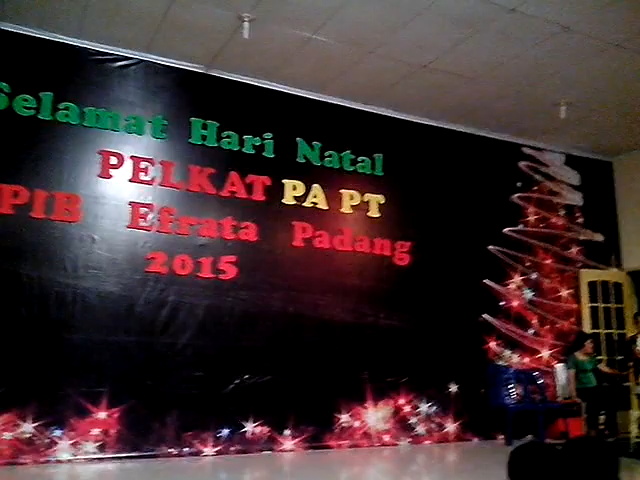 Selamat Hari Natal
PELKAT PA PT
PIB Efrata Padang
2015